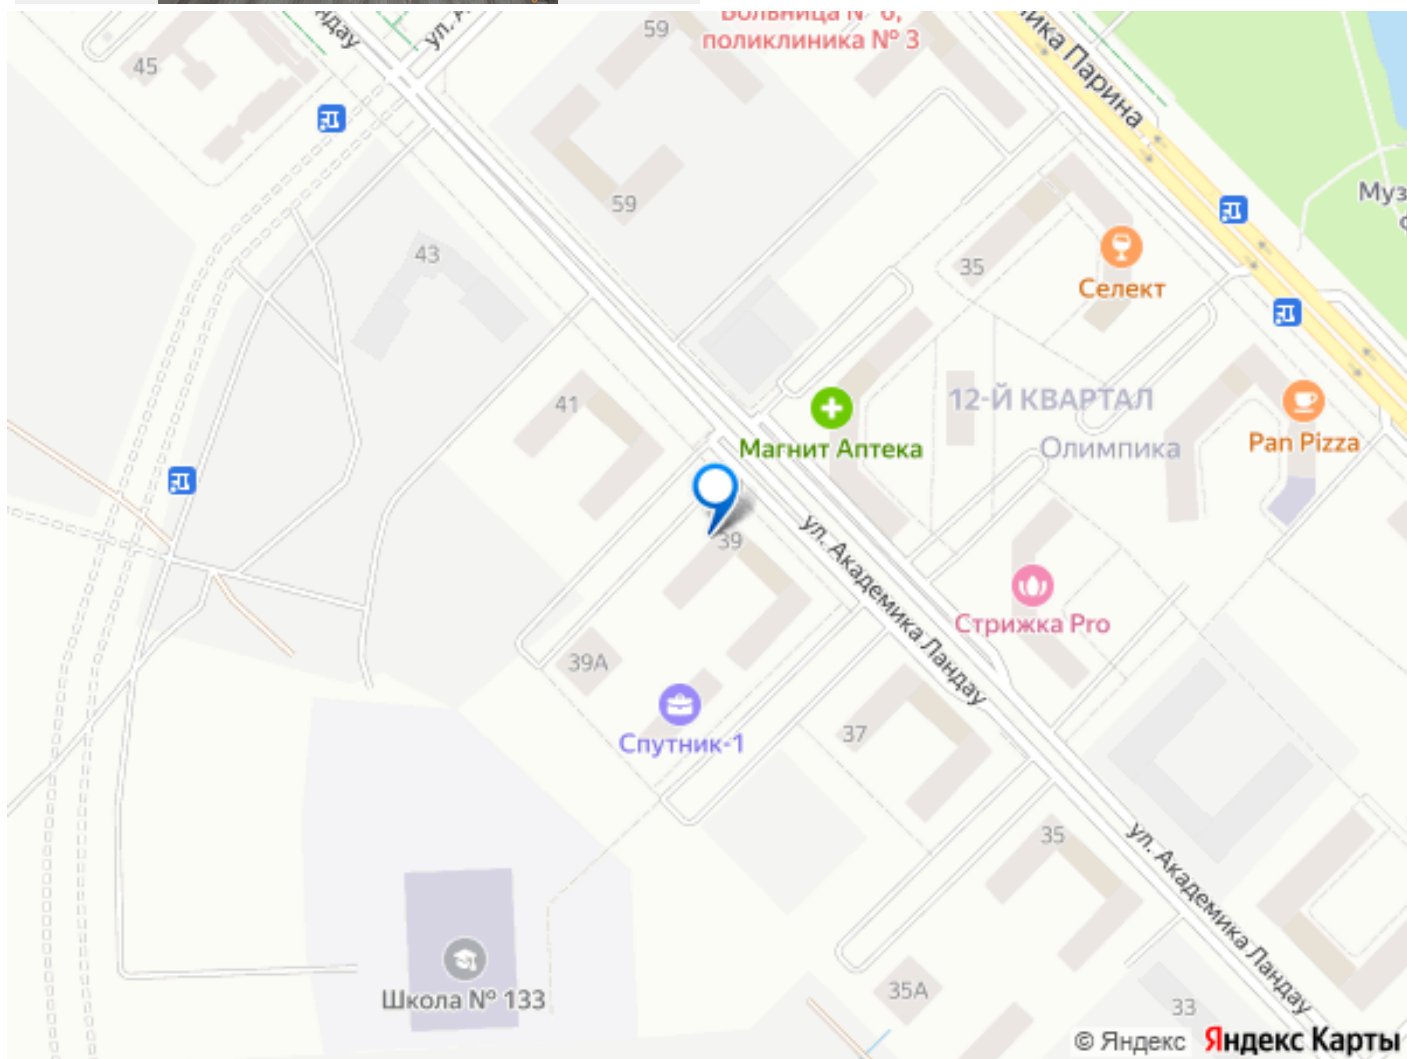 ул. А
45
59
поликлиника № 3
Академика Парина
59
43
35
Селект
41
12-Й КВАРТАЛ
Магнит Аптека
Олимпика
Pan Pizza
39
ул. Академика Ландау
Стрижка Pro
39А
Спутник-1
37
35
ул. Академика Ландау
Школа № 133
35А
33
© Яндекс Яндекс Карты